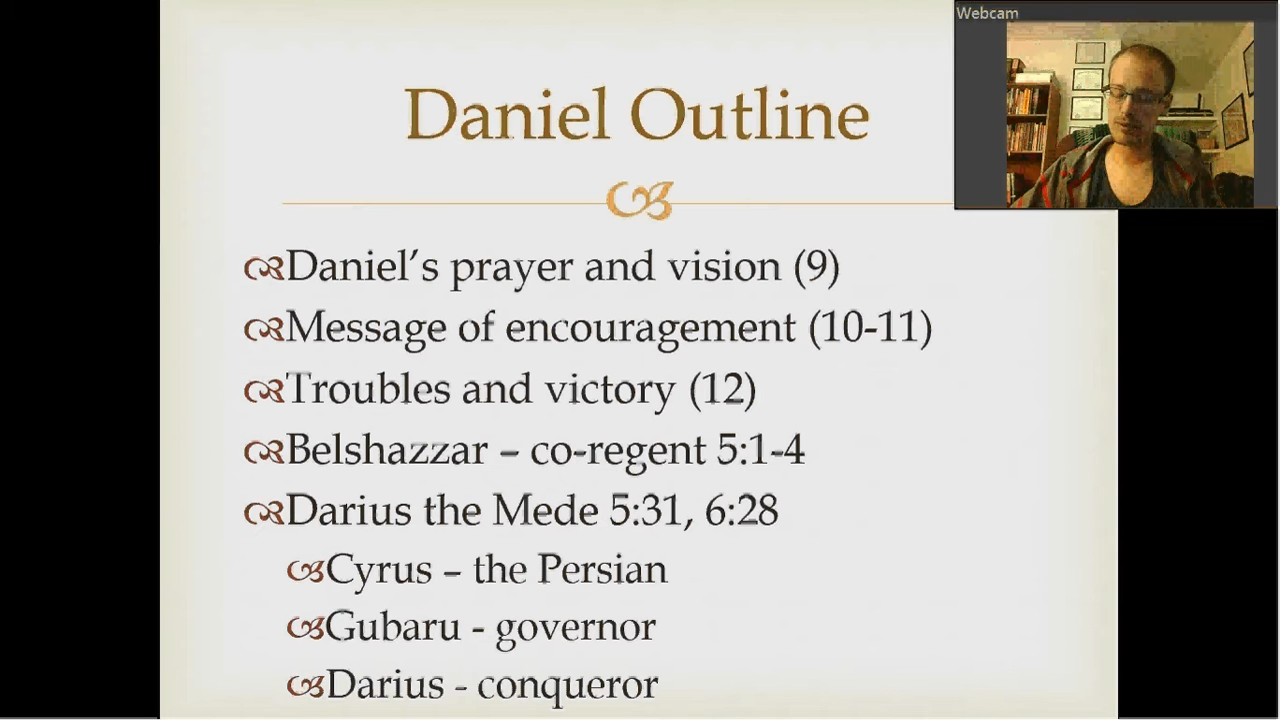 Webcam
Daniel Outline
Daniel's prayer and vision (9)
Message of encouragement (10-11)
Troubles and victory (12)
Belshazzar – co-regent 5:1-4
Darius the Mede 5:31, 6:28
Cyrus – the Persian
Gubaru - governor
Darius - conqueror